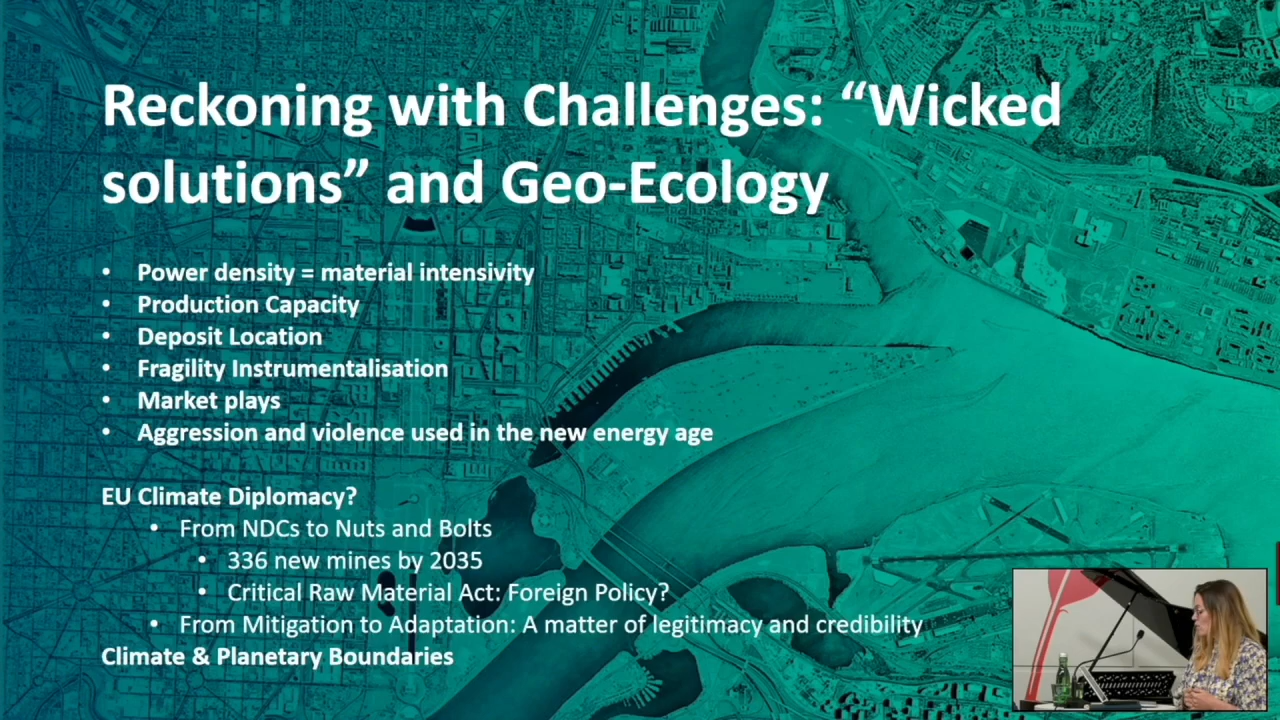 Reckoning with Challenges: “Wicked
solutions” and Geo-Ecology
• Power density = material intensivity
• Production Capacity
• Deposit Location
• Fragility Instrumentalisation
• Market plays
• Aggression and violence used in the new energy age
EU Climate Diplomacy?
• From NDCs to Nuts and Bolts
• 336 new mines by 2035
• Critical Raw Material Act: Foreign Policy?
• From Mitigation to Adaptation: A matter of legitimacy and credibility
Climate & Planetary Boundaries